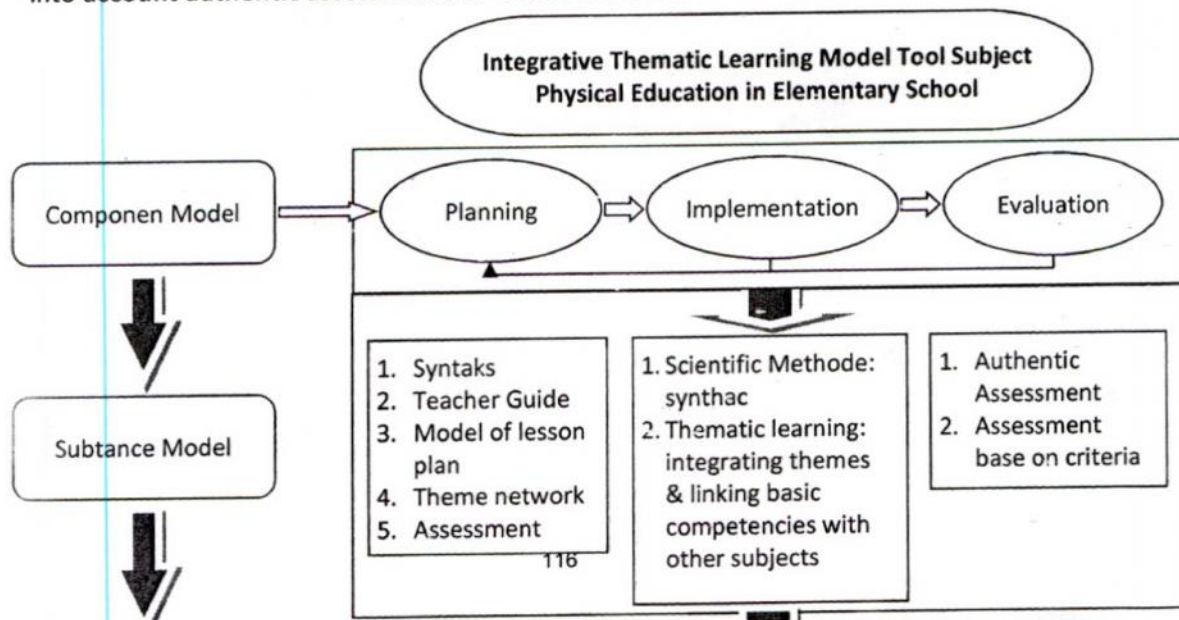 Integrative Thematic Learning Model Tool Subject
Physical Education in Elementary School
Componen Model
Planning
Implementation
Evaluation
Subtance Model
1. Syntaks
2. Teacher Guide
3. Model of lesson
plan
4. Theme network
5. Assessment
116
1. Scientific Methode:
synthac
2. Thematic learning:
integrating themes
& linking basic
competencies with
other subjects
1. Authentic
Assessment
2. Assessment
base on criteria